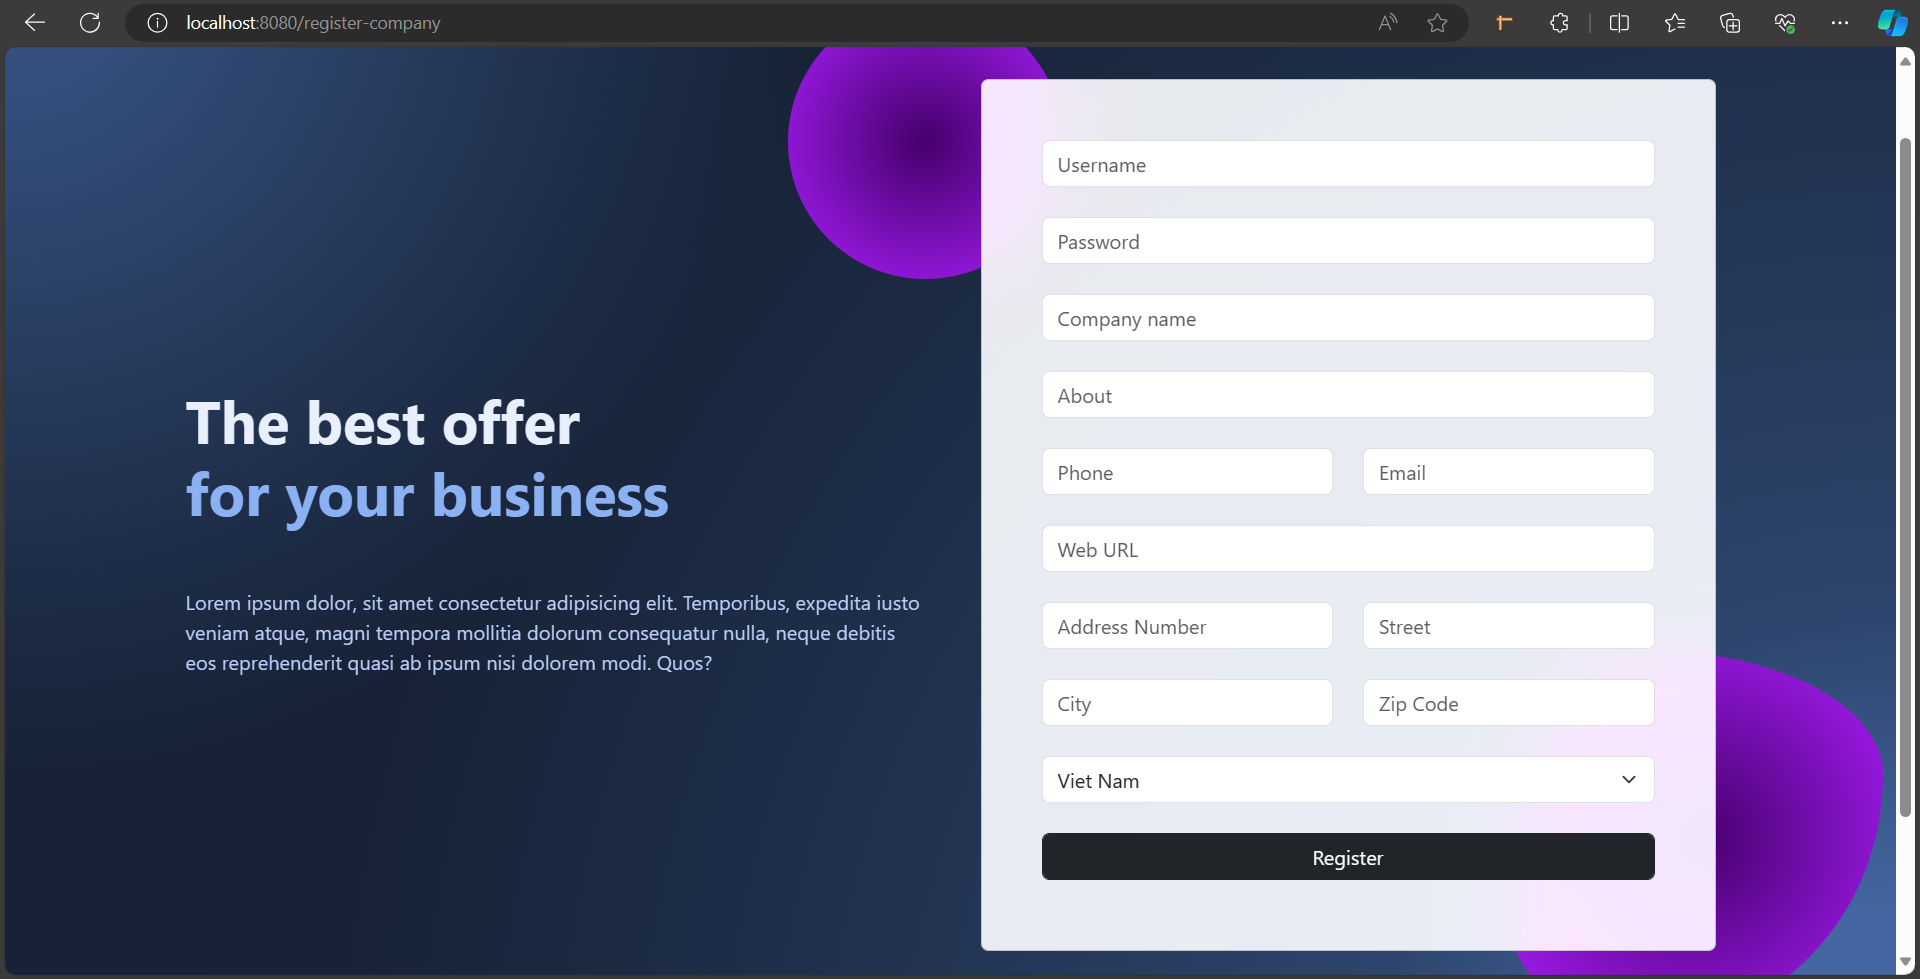 localhost:8080/register-company
The best offer
for your business
Lorem ipsum dolor, sit amet consectetur adipisicing elit. Temporibus, expedita iusto
veniam atque, magni tempora mollitia dolorum consequatur nulla, neque debitis
eos reprehenderit quasi ab ipsum nisi dolorem modi. Quos?
Username
Password
Company name
About
Phone Email
Web URL
Address Number Street
City Zip Code
Viet Nam
Register